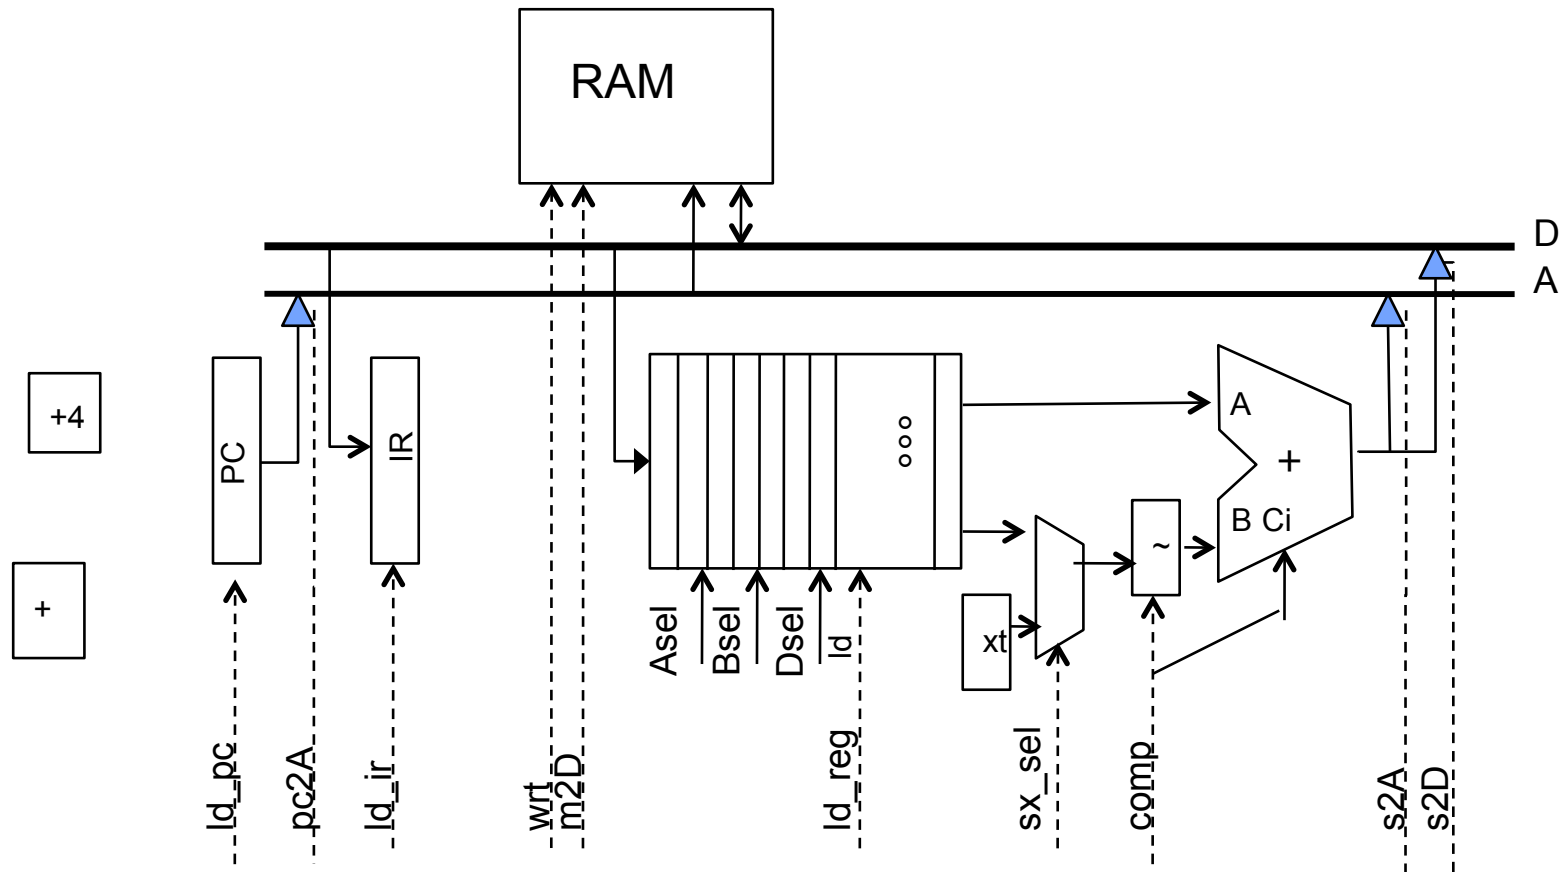 RAM
D
A
+4
PC
IR
A
+
B Ci
~
+
xt
Asel
Bsel
Dsel
ld
ld_pc
pc2A
ld_ir
wrt
m2D
ld_reg
sx_sel
comp
s2A
s2D